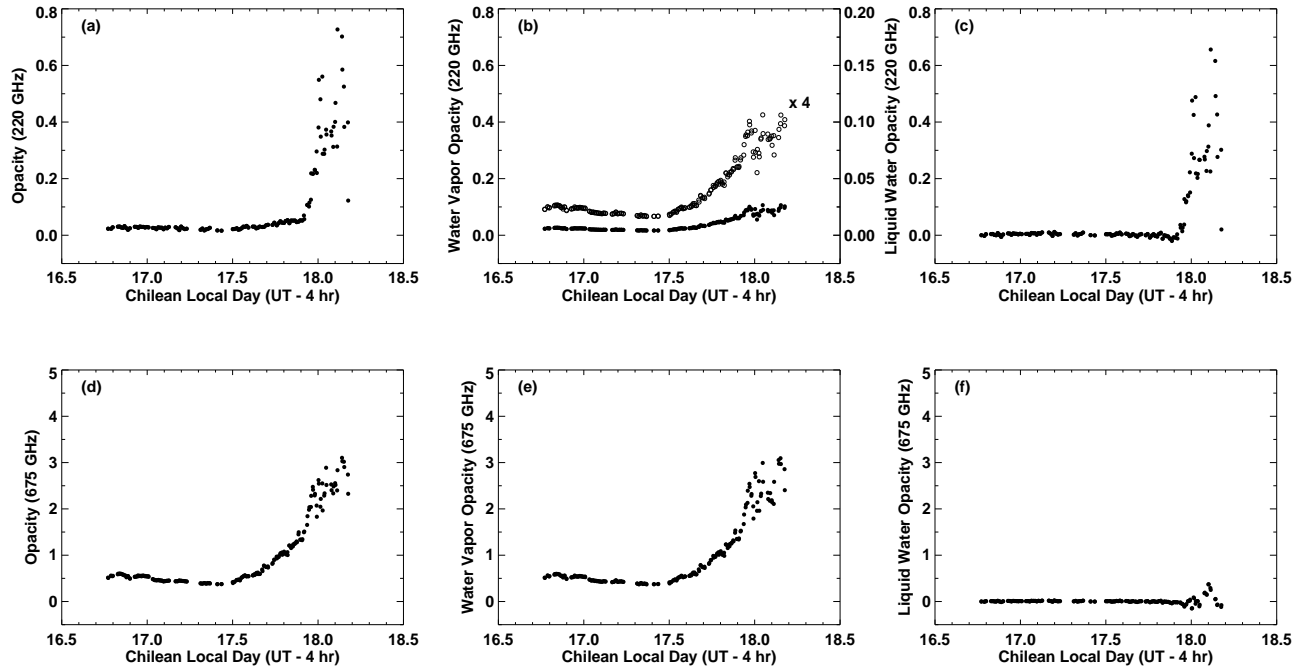 (a)
Opacity (220 GHz)
0.8
0.6
0.4
0.2
0.0
16.5 17.0 17.5 18.0 18.5
Chilean Local Day (UT - 4 hr)
(b)
x 4
Water Vapor Opacity (220 GHz)
0.8
0.6
0.4
0.2
0.0
0.20
0.15
0.10
0.05
0.00
16.5 17.0 17.5 18.0 18.5
Chilean Local Day (UT - 4 hr)
(c)
Liquid Water Opacity (220 GHz)
0.8
0.6
0.4
0.2
0.0
16.5 17.0 17.5 18.0 18.5
Chilean Local Day (UT - 4 hr)
(d)
Opacity (675 GHz)
5
4
3
2
1
0
16.5 17.0 17.5 18.0 18.5
Chilean Local Day (UT - 4 hr)
(e)
Water Vapor Opacity (675 GHz)
5
4
3
2
1
0
16.5 17.0 17.5 18.0 18.5
Chilean Local Day (UT - 4 hr)
(f)
Liquid Water Opacity (675 GHz)
5
4
3
2
1
0
16.5 17.0 17.5 18.0 18.5
Chilean Local Day (UT - 4 hr)